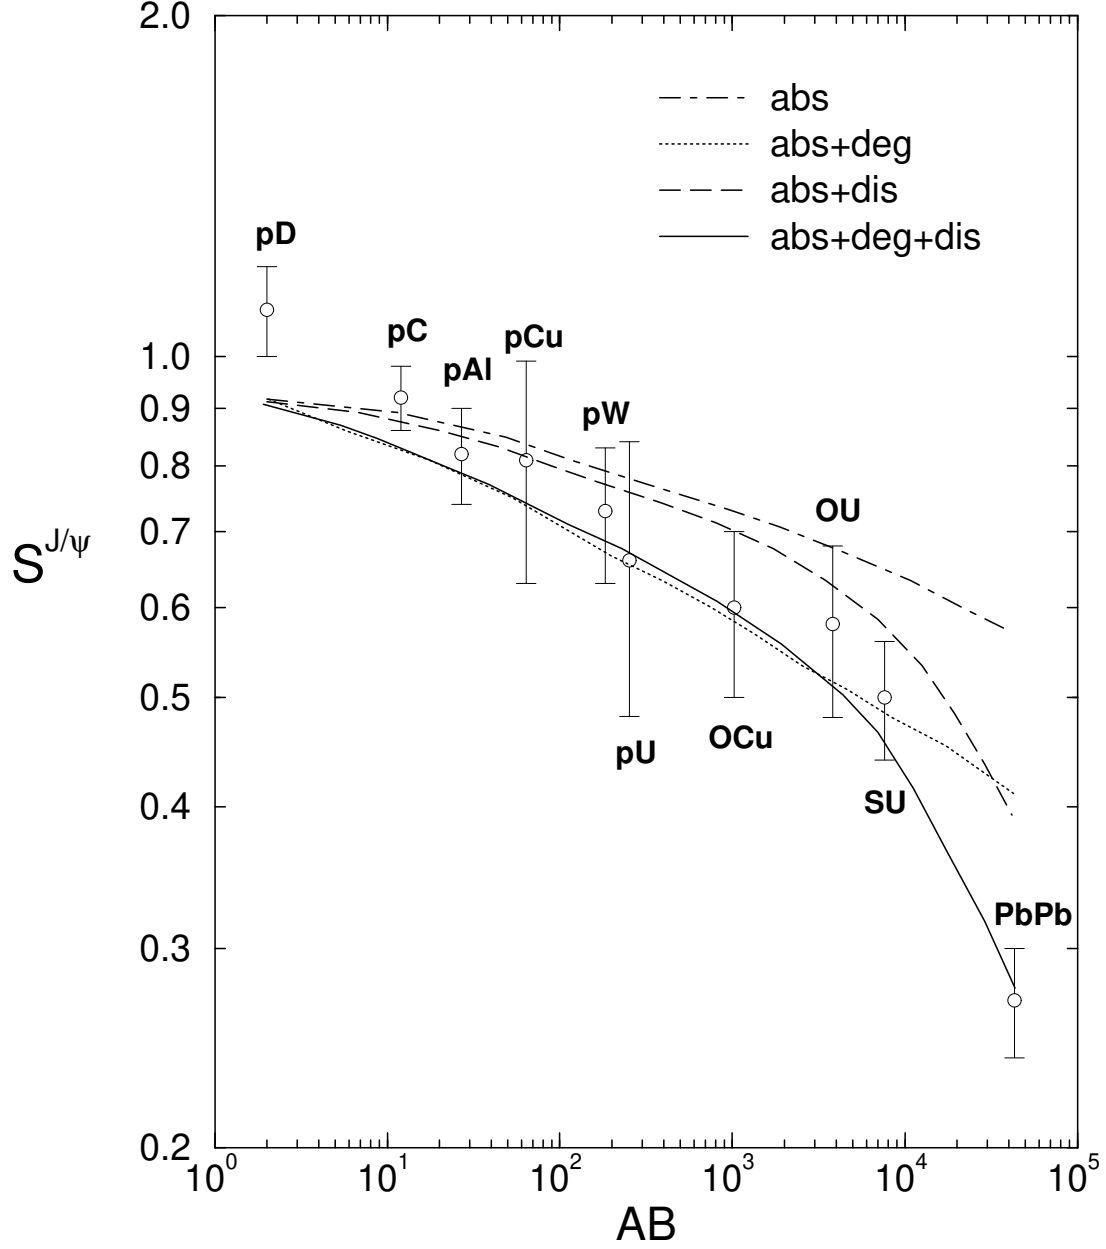 2.0
abs
abs+deg
abs+dis
abs+deg+dis
pD
pC
pCu
1.0
pAl
0.9
pW
0.8
OU
0.7
S^{J/ψ}
0.6
0.5
OCu
pU
SU
0.4
PbPb
0.3
0.2
10^0 10^1 10^2 10^3 10^4 10^5
AB